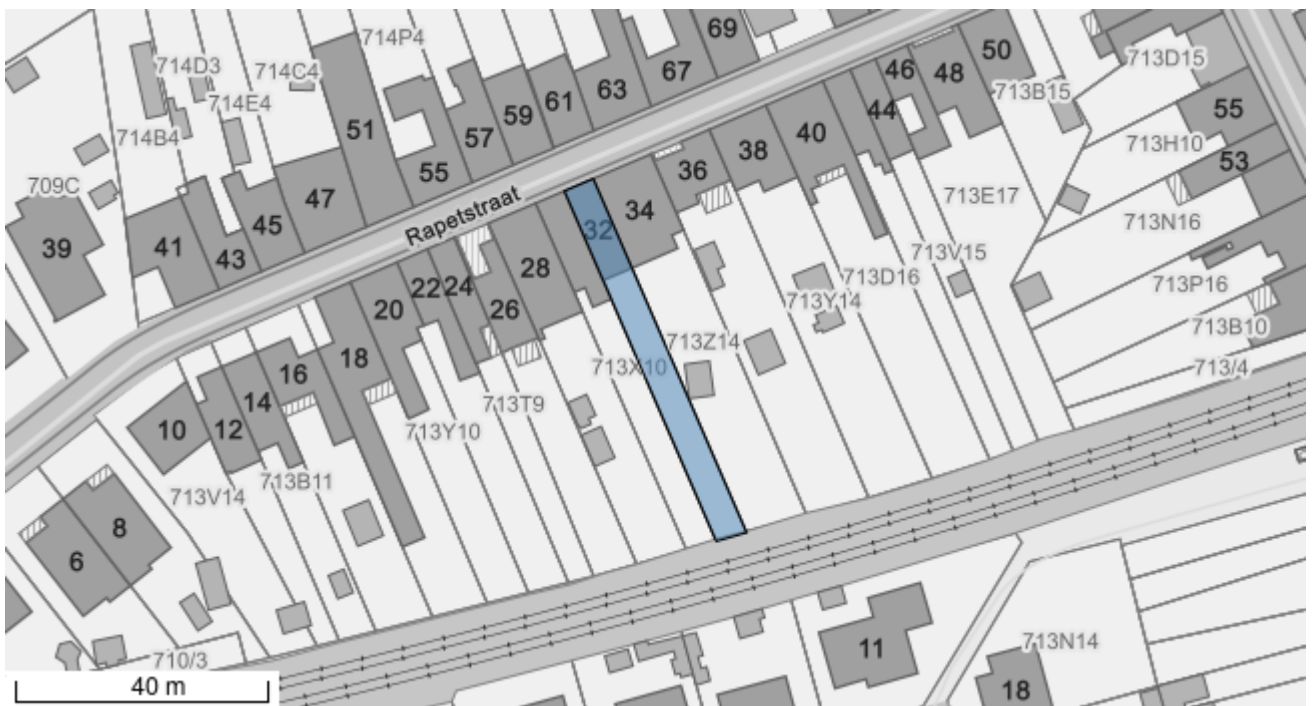 69
714P4
67
50
714D3
714C4
63
46
48
713D15
61
714E4
59
713B15
55
51
57
44
714B4
40
713H10
38
53
36
47
55
709C
45
34
713E17
713N16
Rapetstraat
32
41
39
43
713V15
28
22
24
713D16
713P16
20
26
713Y14
713B10
713Z14
18
713X10
713/4
16
14
713T9
10
12
713Y10
713B11
713V14
8
6
11
713N14
710/3
40 m
18